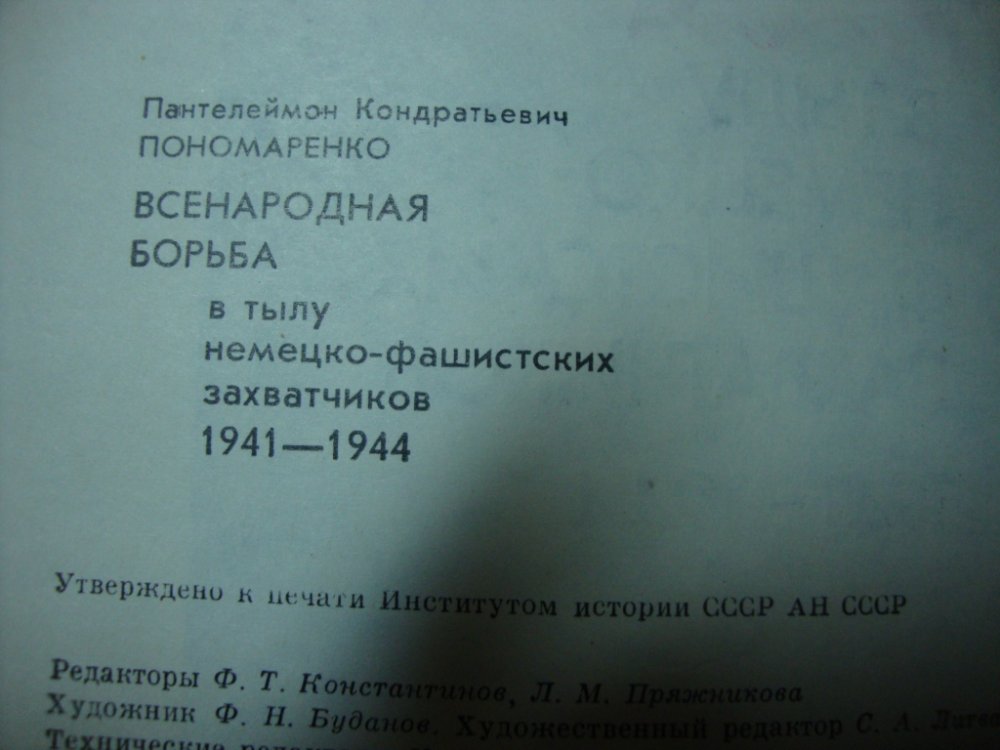 Пантелеймон Кондратьевич
ПОНОМАРЕНКО
ВСЕНАРОДНАЯ
БОРЬБА
в тылу
немецко-фашистских
захватчиков
1941—1944
Утверждено к печати Институтом истории СССР АН СССР
Редакторы Ф. Т. Константинов, Л. М. Пряжникова
Художник Ф. Н. Буданов. Художественный редактор С. А.
Технические